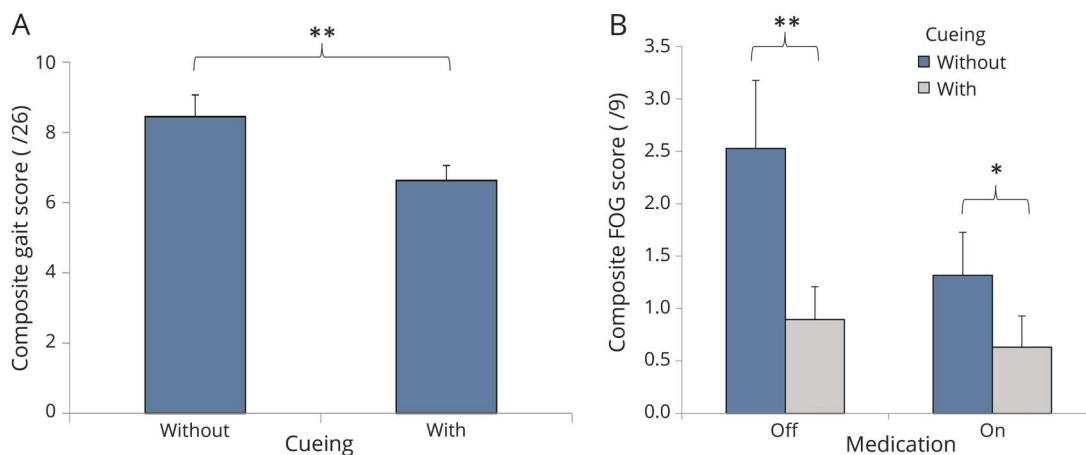 A
**
10
8
6
4
2
0
Composite gait score ( /26)
Without
With
Cueing
B
Cueing
Without
With
**
*
3.5
3.0
2.5
2.0
1.5
1.0
0.5
0.0
Composite FOG score ( /9)
Off
On
Medication